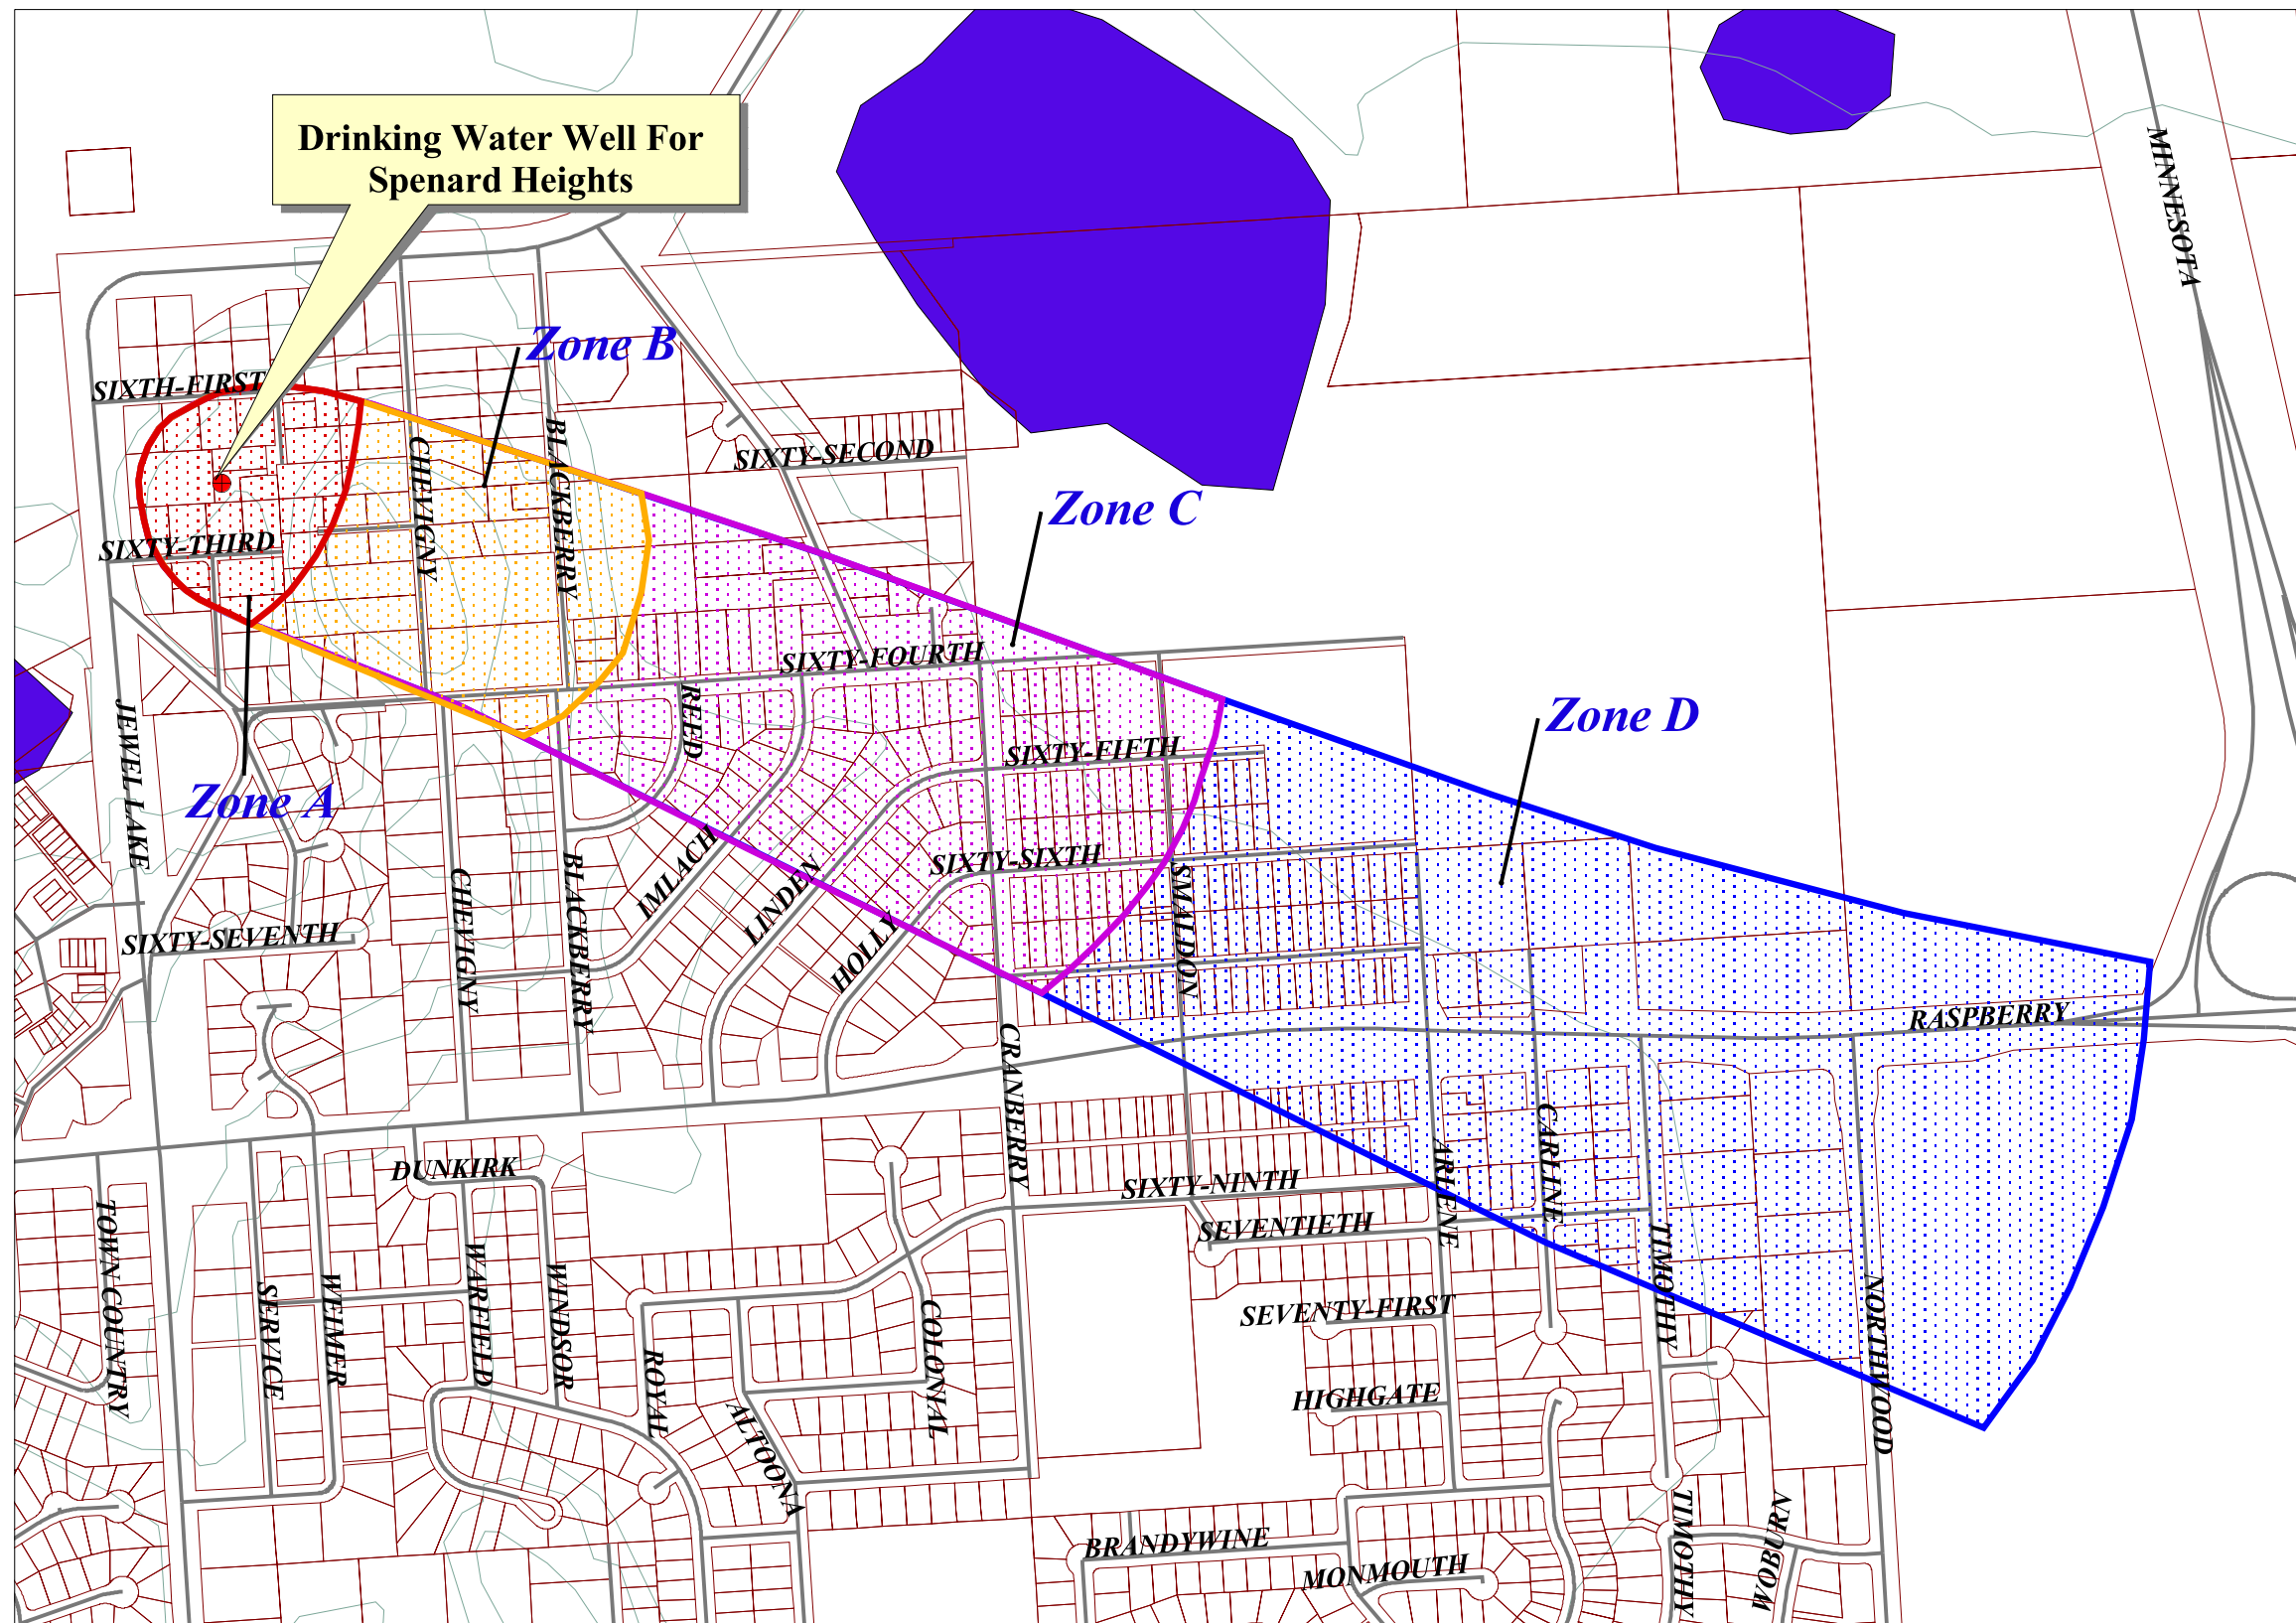 MINNESOTA
Drinking Water Well For
Spenard Heights
Zone B
SIXTH-FIRST
CHEVIGNY
BLACKBERRY
SIXTY-SECOND
Zone C
SIXTY-THIRD
SIXTY-FOURTH
REED
JEWEL LAKE
Zone A
Zone D
SIXTY-FIFTH
SIXTY-SIXTH
IMLACH
LINDEN
HOLLY
SMALDON
CHEVIGNY
BLACKBERRY
SIXTY-SEVENTH
RASPBERRY
CRANBERRY
DUNKIRK
SIXTY-NINTH
SEVENTIETH
ARLENE
CARLINE
TIMOTHY
NORTHWOOD
TOWN COUNTRY
SERVICE
WEIMER
WARFIELD
WINDSOR
ROYAL
ALTOONA
COLONIAL
SEVENTY-FIRST
HIGHGATE
BRANDYWINE
MONMOUTH
TIMOTHY
WOBURN